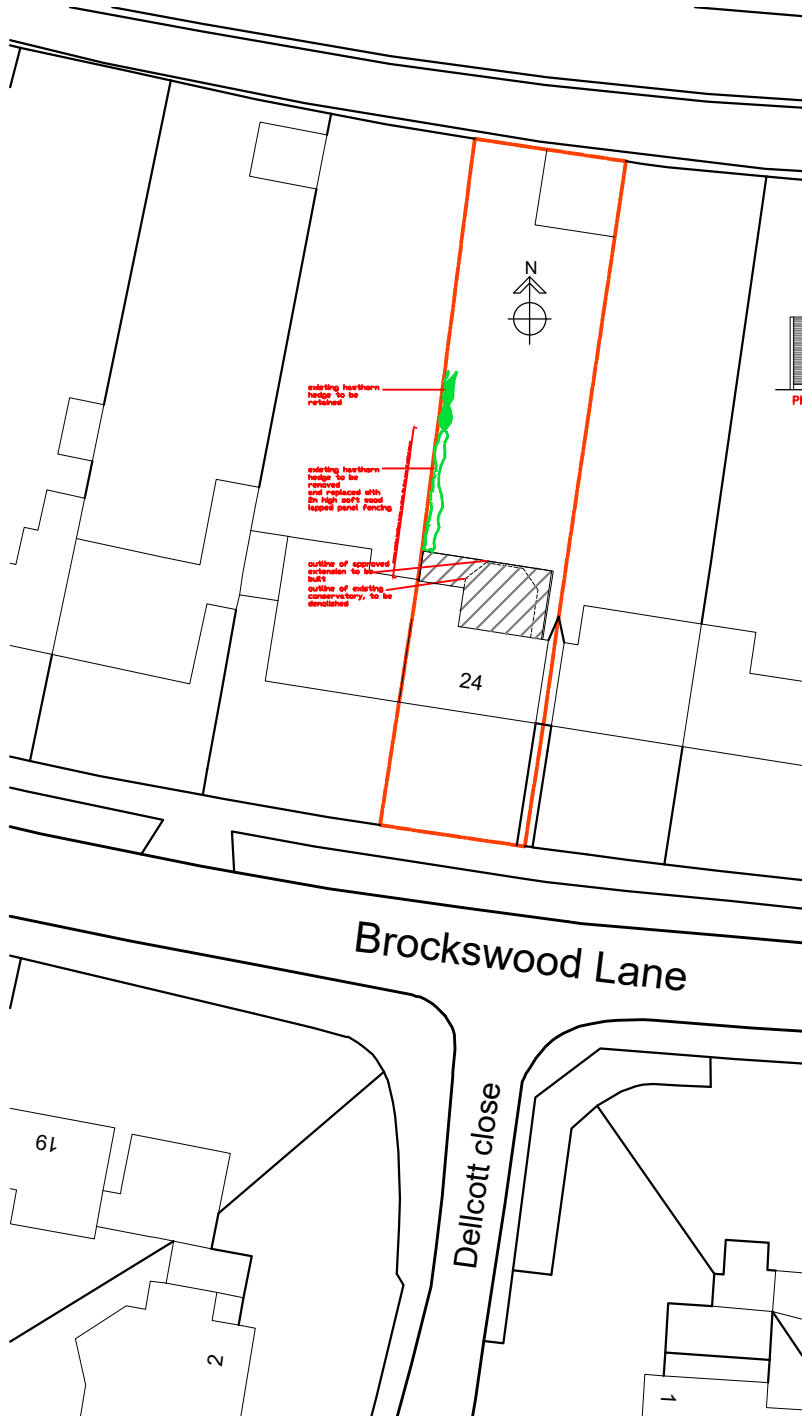 N
existing hawthorn
hedge to be
retained
existing hawthorn
hedge to be
removed
and replaced with
2m high soft wood
lapped panel fencing
outline of approved
extension to be
built
outline of existing
conservatory, to be
demolished
24
Brockswood Lane
Dellcott close
19
2
1